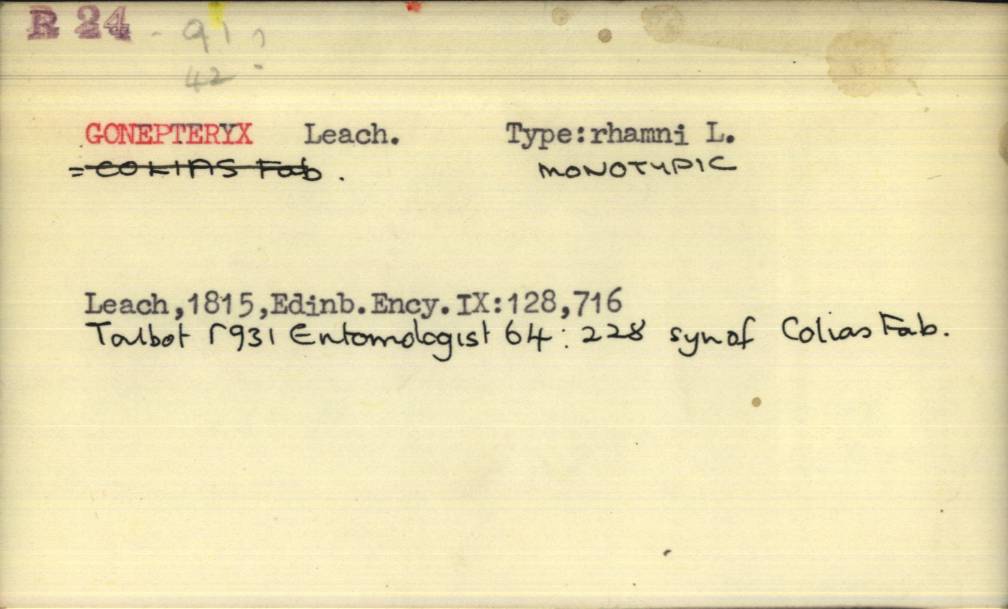 R 24 - 91 ?
42
GONEPTERYX Leach. Type:rhamni L.
= COLIAS Fab. MONOTYPIC
Leach,1815,Edinb.Ency.IX:128,716
Talbot 1931 Entomologist 64: 228 syn of Colias Fab.